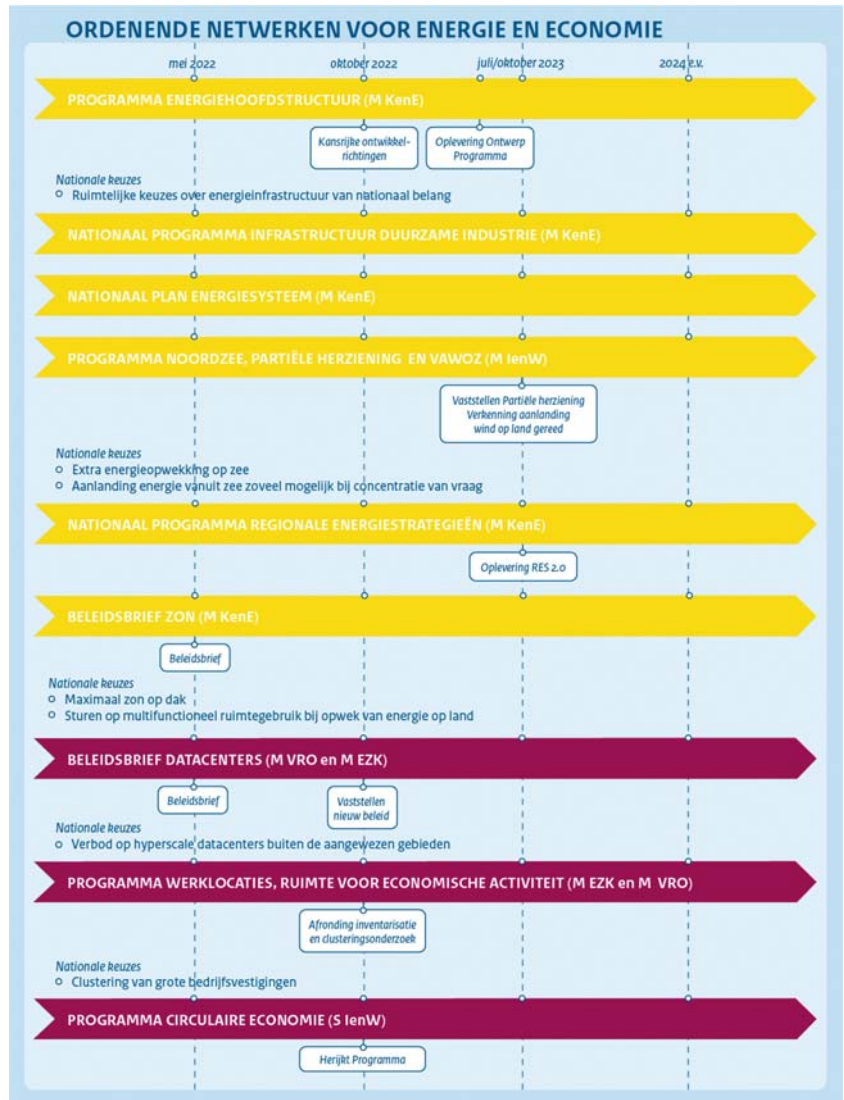 ORDENENDE NETWERKEN VOOR ENERGIE EN ECONOMIE
mei 2022 oktober 2022 juli/oktober 2023 2024 e.v.
PROGRAMMA ENERGIEHOOFDSTRUCTUUR (M KenE)
Kansrijke ontwikkel-
richtingen
Oplevering Ontwerp
Programma
Nationale keuzes
Ruimtelijke keuzes over energieinfrastructuur van nationaal belang
NATIONAAL PROGRAMMA INFRASTRUCTUUR DUURZAME INDUSTRIE (M KenE)
NATIONAAL PLAN ENERGIESYSTEEM (M KenE)
PROGRAMMA NOORDZEE, PARTIËLE HERZIENING EN VAWOZ (M IenW)
Vaststellen Partiële herziening
Verkenning aanlanding
wind op land gereed
Nationale keuzes
Extra energieopwekking op zee
Aanlanding energie vanuit zee zoveel mogelijk bij concentratie van vraag
NATIONAAL PROGRAMMA REGIONALE ENERGIESTRATEGIEËN (M KenE)
Oplevering RES 2.0
BELEIDSBRIEF ZON (M KenE)
Beleidsbrief
Nationale keuzes
Maximaal zon op dak
Sturen op multifunctioneel ruimtegebruik bij opwek van energie op land
BELEIDSBRIEF DATACENTERS (M VRO en M EZK)
Beleidsbrief
Vaststellen
nieuw beleid
Nationale keuzes
Verbod op hyperscale datacenters buiten de aangewezen gebieden
PROGRAMMA WERKLOCATIES, RUIMTE VOOR ECONOMISCHE ACTIVITEIT (M EZK en M VRO)
Afronding inventarisatie
en clusteringsonderzoek
Nationale keuzes
Clustering van grote bedrijfsvestigingen
PROGRAMMA CIRCULAIRE ECONOMIE (S IenW)
Herijkt Programma